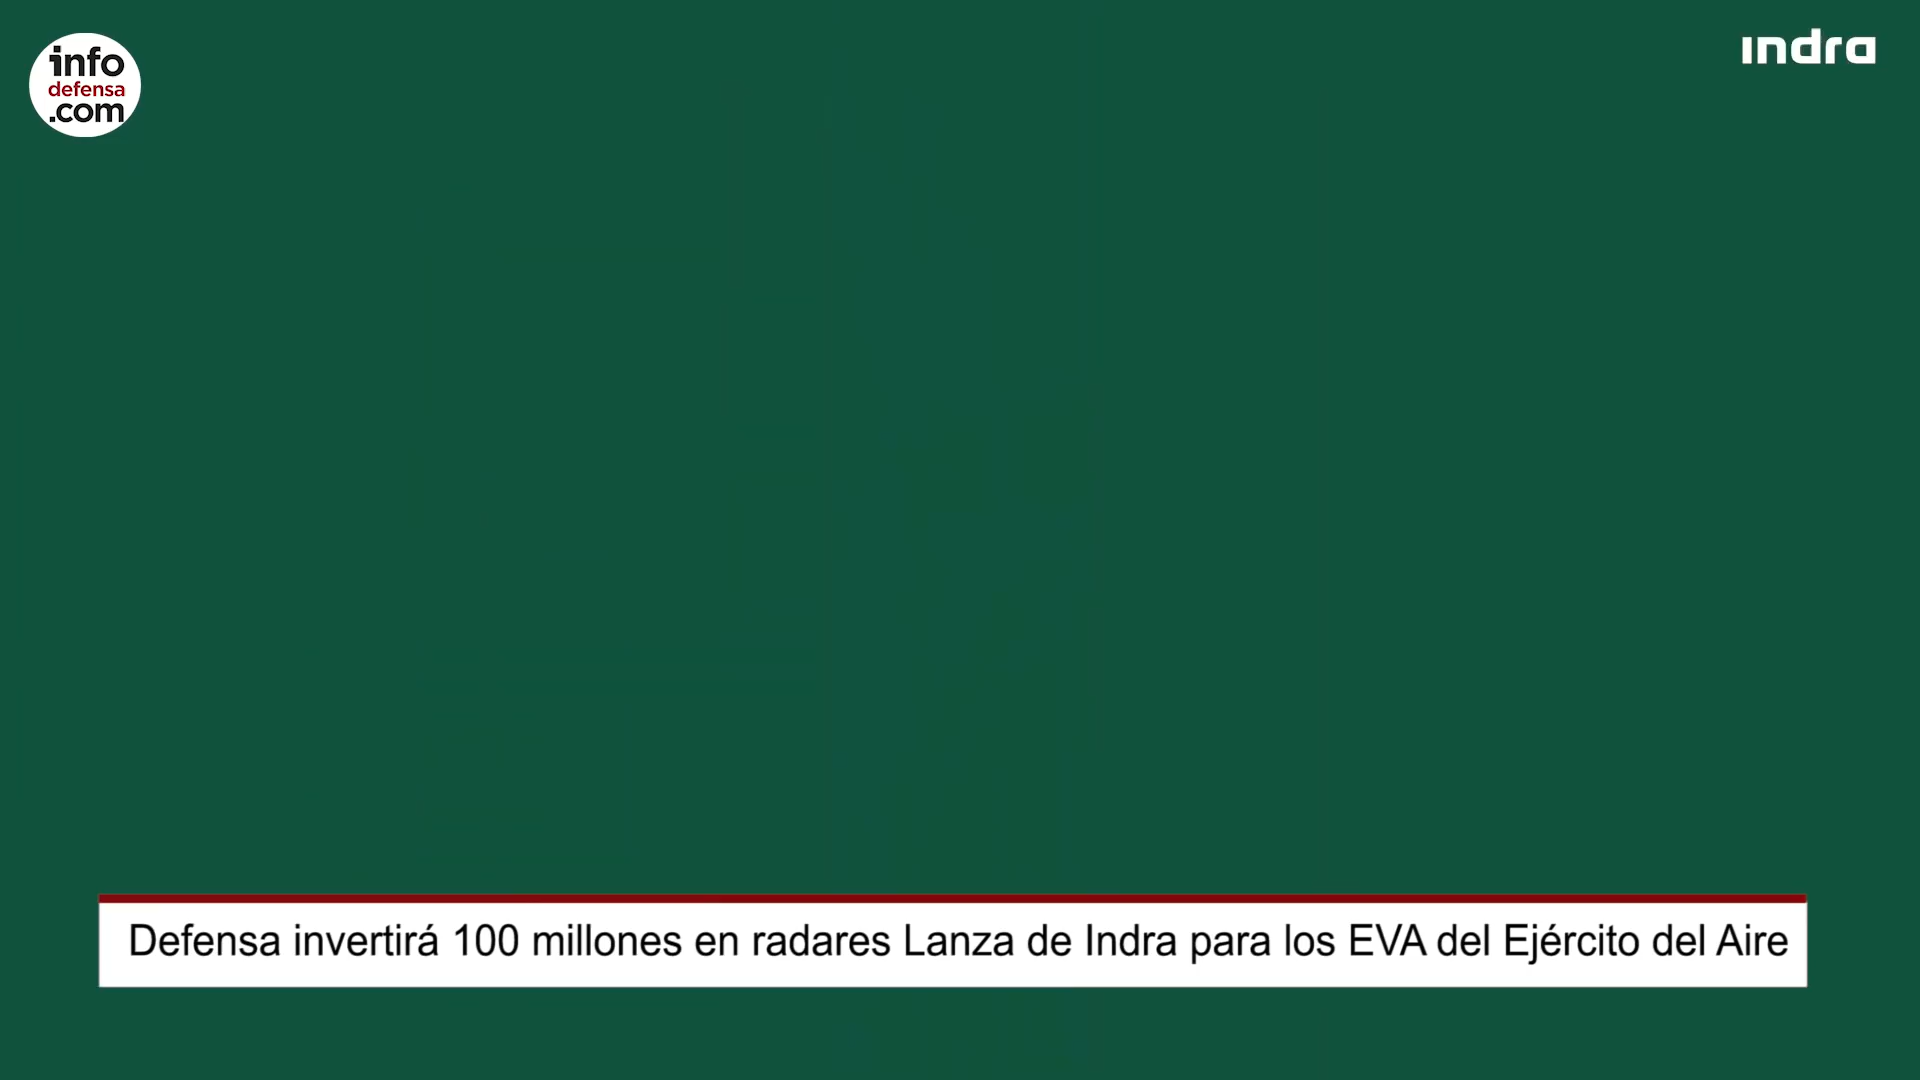 info
defensa
.com
indra
Defensa invertirá 100 millones en radares Lanza de Indra para los EVA del Ejército del Aire